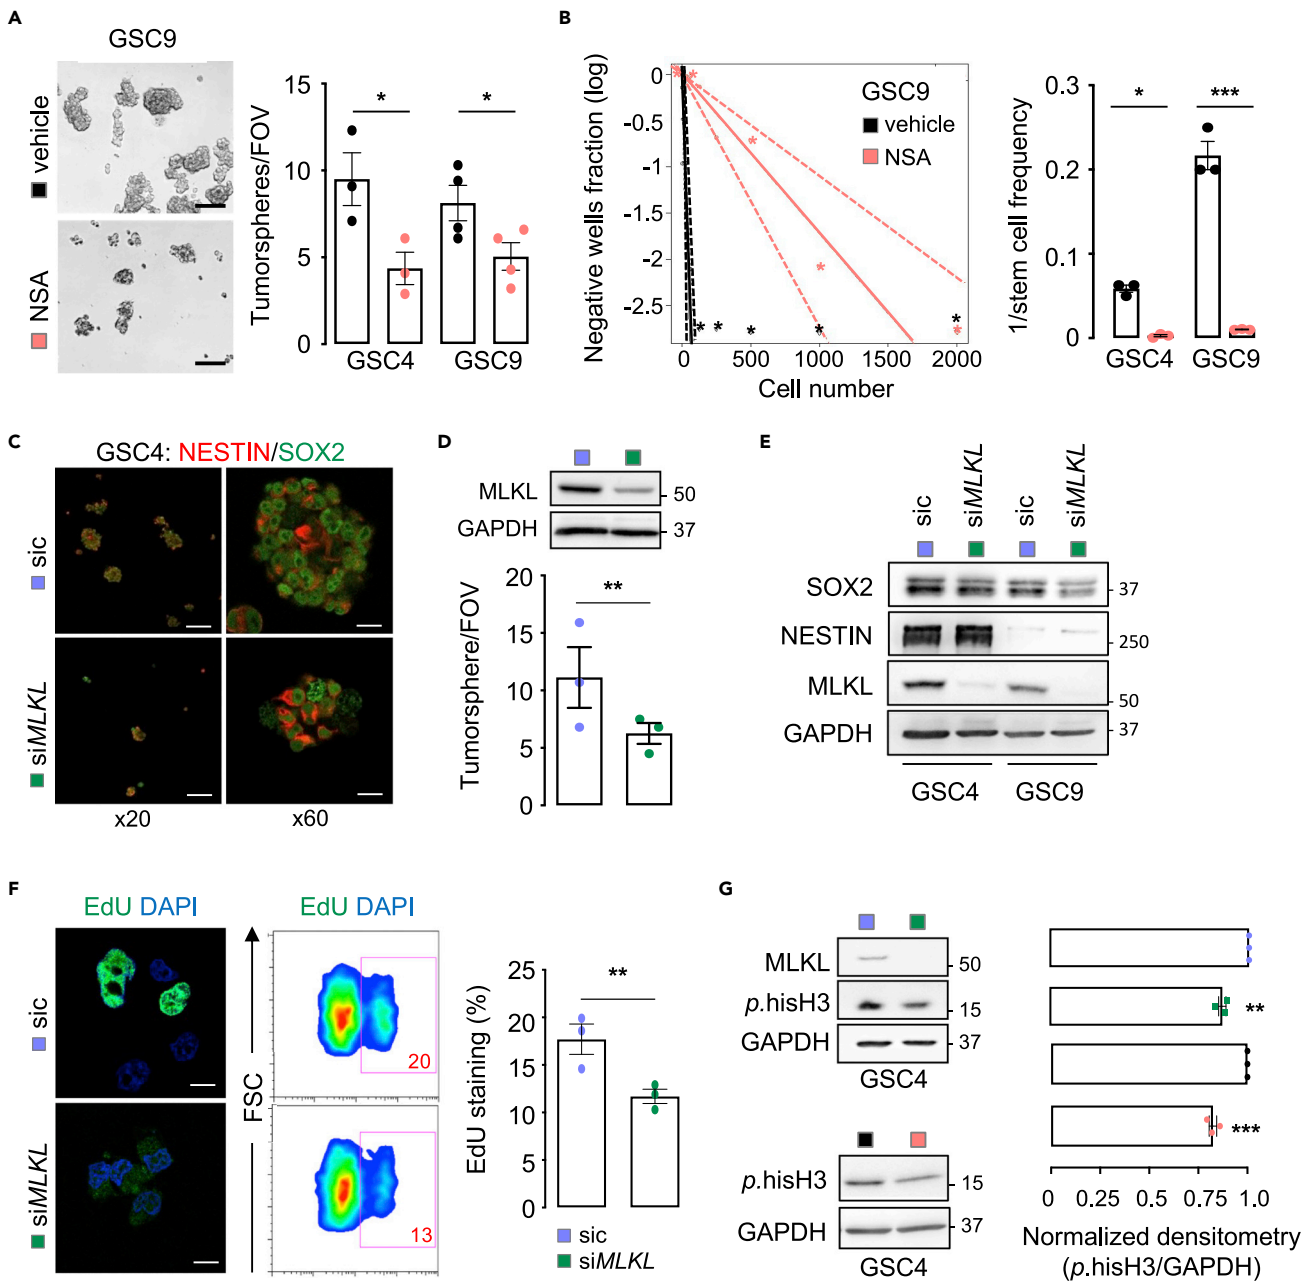 A
GSC9
vehicle
NSA
Tumorspheres/FOV
15
10
5
0
*
*
GSC4
GSC9
B
Negative wells fraction (log)
0
-0.5
-1
-1.5
-2
-2.5
GSC9
vehicle
NSA
0
500
1000
1500
2000
Cell number
1/stem cell frequency
0.3
0.2
0.1
0
*
***
GSC4
GSC9
C
GSC4: NESTIN/SOX2
sic
siMLKL
x20
x60
D
MLKL
50
GAPDH
37
Tumorsphere/FOV
20
15
10
5
0
**
E
sic
siMLKL
sic
siMLKL
SOX2
37
NESTIN
250
MLKL
50
GAPDH
37
GSC4
GSC9
F
EdU DAPI
EdU DAPI
sic
siMLKL
FSC
20
13
EdU staining (%)
25
20
15
10
5
0
**
sic
siMLKL
G
MLKL
50
p.hisH3
15
GAPDH
37
GSC4
p.hisH3
15
GAPDH
37
GSC4
**
***
0
0.25
0.50
0.75
1.0
Normalized densitometry
(p.hisH3/GAPDH)